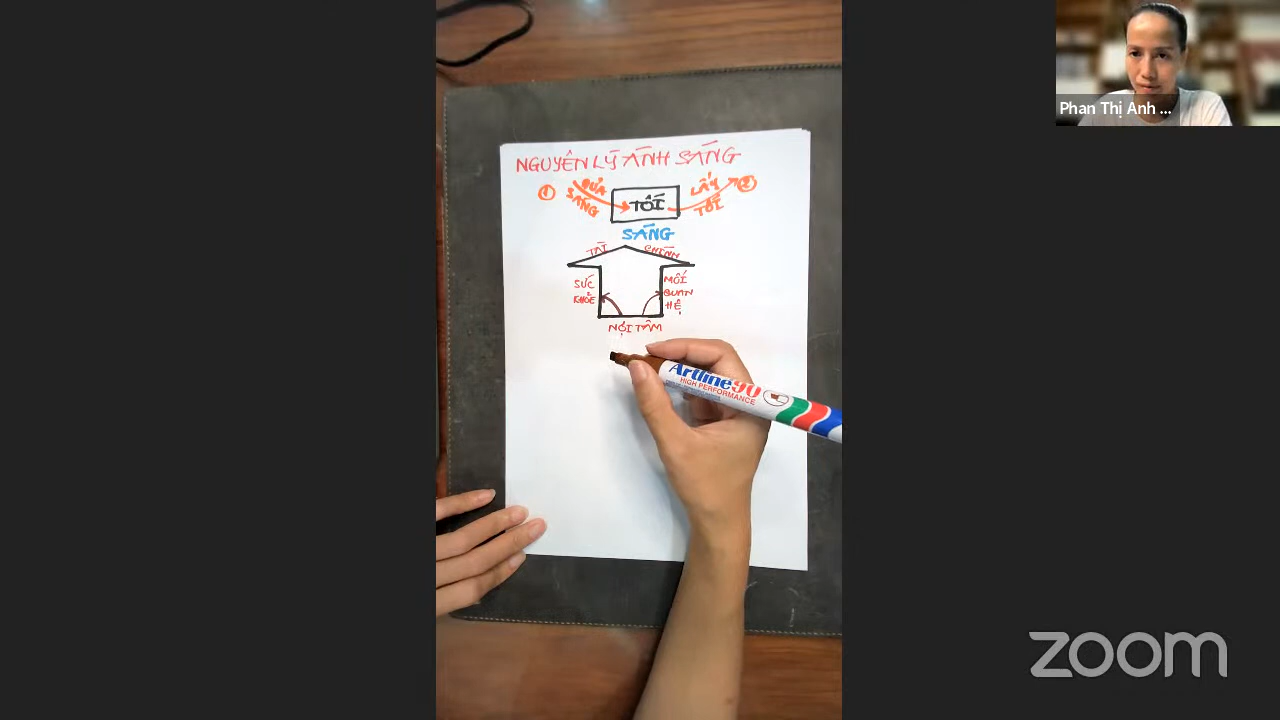 Phan Thị Anh ...
NGUYÊN LÝ ÁNH SÁNG
① ĐƯA SÁNG
TỐI
LẤY TỐI ②
SÁNG
TÀI CHÍNH
SỨC KHỎE
MỐI QUAN HỆ
NỘI TÂM
Artline 90
HIGH PERFORMANCE
zoom